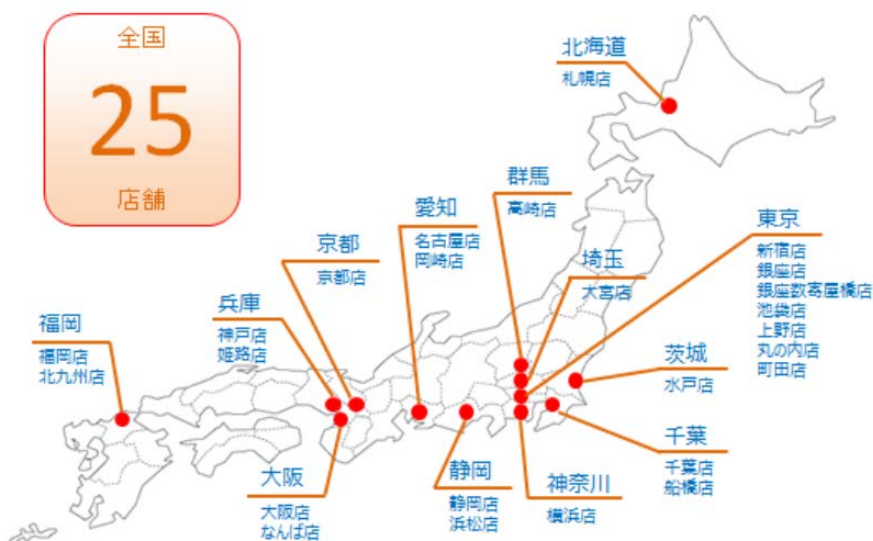 全国
25
店舗
北海道
札幌店
群馬
高崎店
愛知
名古屋店
岡崎店
東京
新宿店
銀座店
銀座数寄屋橋店
池袋店
上野店
丸の内店
町田店
京都
京都店
埼玉
大宮店
兵庫
神戸店
姫路店
福岡
福岡店
北九州店
茨城
水戸店
千葉
千葉店
船橋店
大阪
大阪店
なんば店
静岡
静岡店
浜松店
神奈川
横浜店